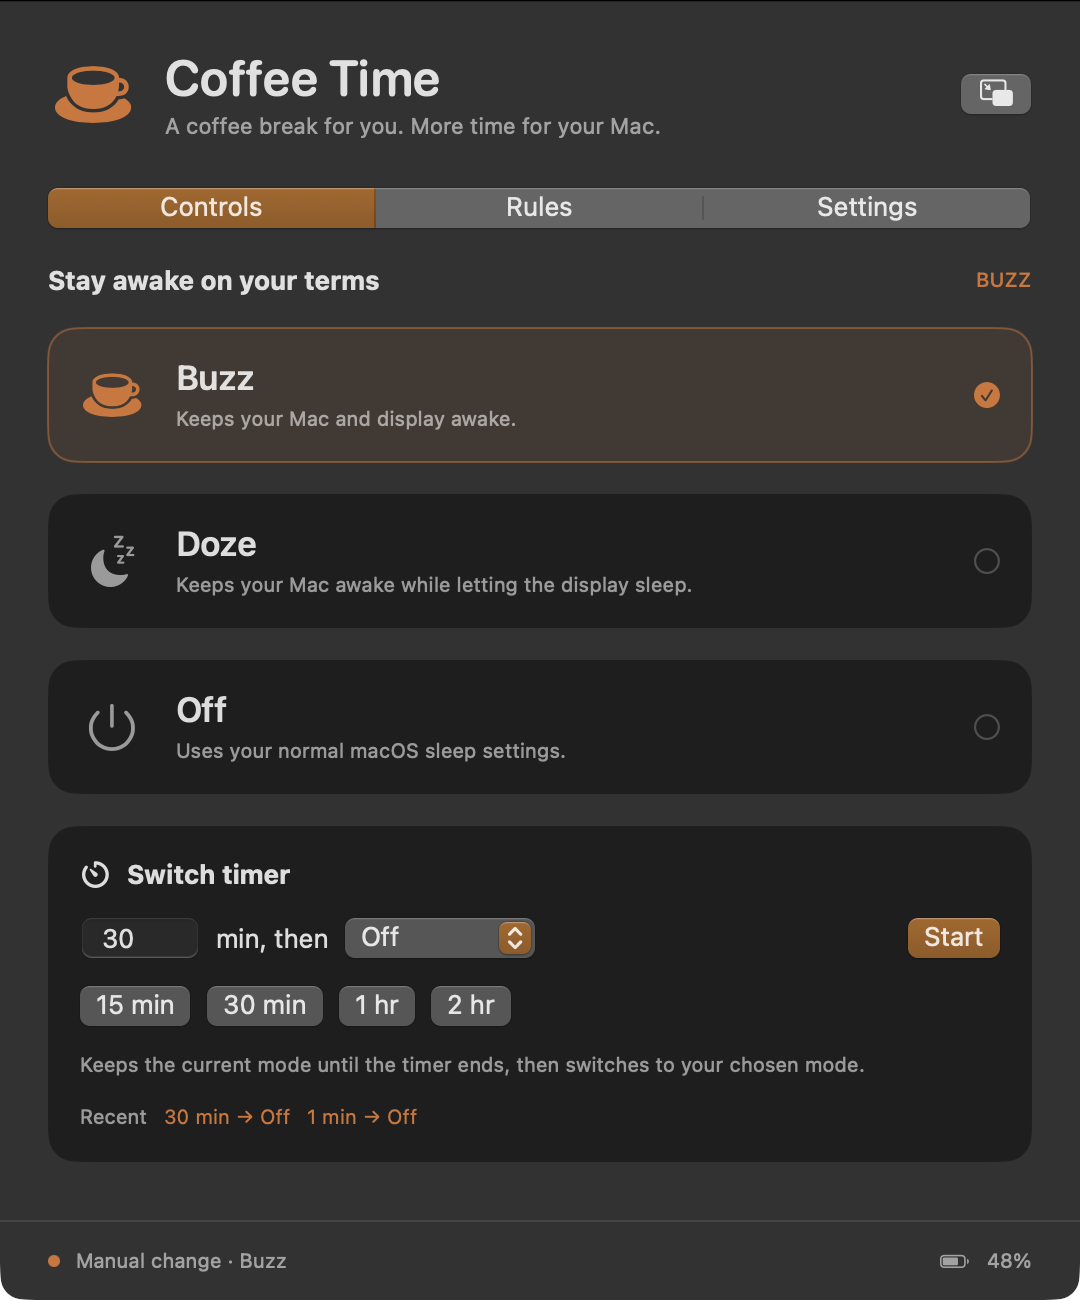 Coffee Time
A coffee break for you. More time for your Mac.
Controls Rules Settings
Stay awake on your terms BUZZ
Buzz
Keeps your Mac and display awake.
Doze
Keeps your Mac awake while letting the display sleep.
Off
Uses your normal macOS sleep settings.
Switch timer
30 min, then Off Start
15 min 30 min 1 hr 2 hr
Keeps the current mode until the timer ends, then switches to your chosen mode.
Recent 30 min → Off 1 min → Off
Manual change · Buzz 48%